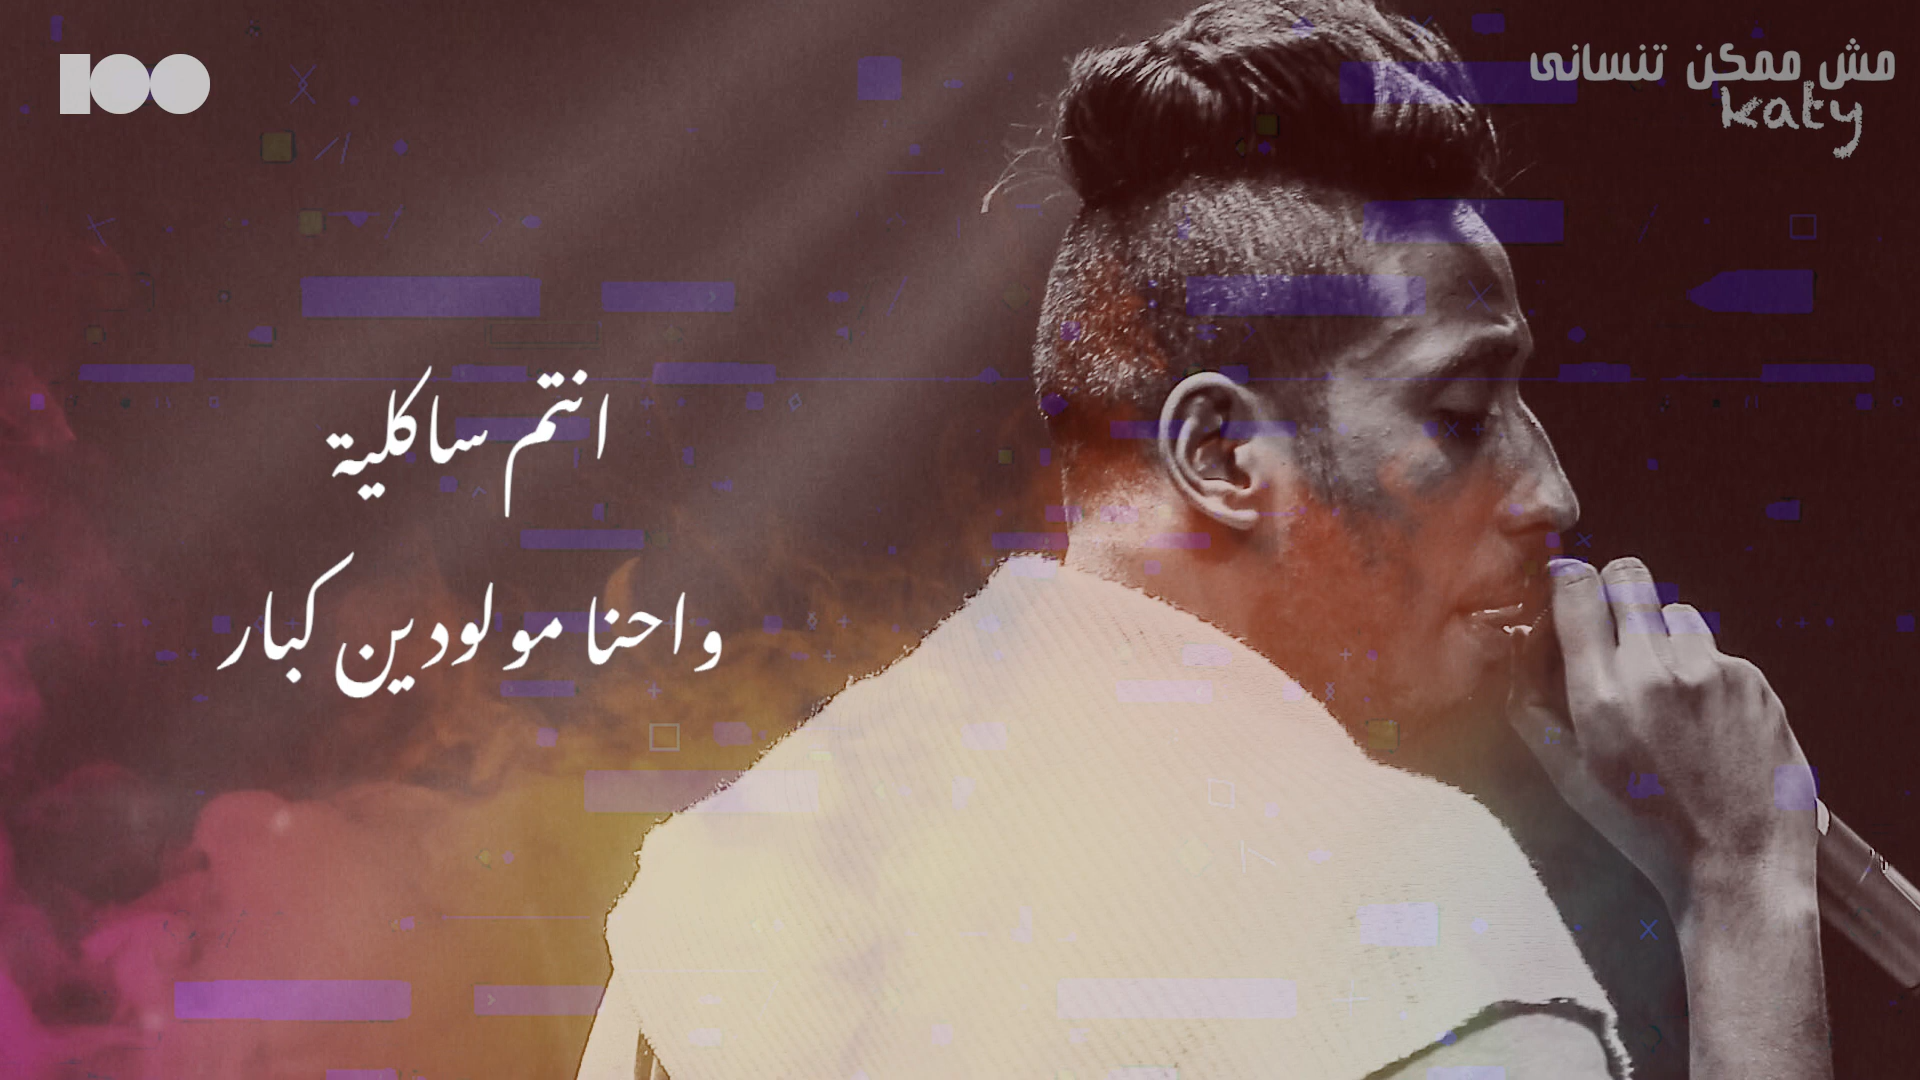 100
مش ممكن تنسانى
katy
انتم ساكلية
واحنا مولودين كبار